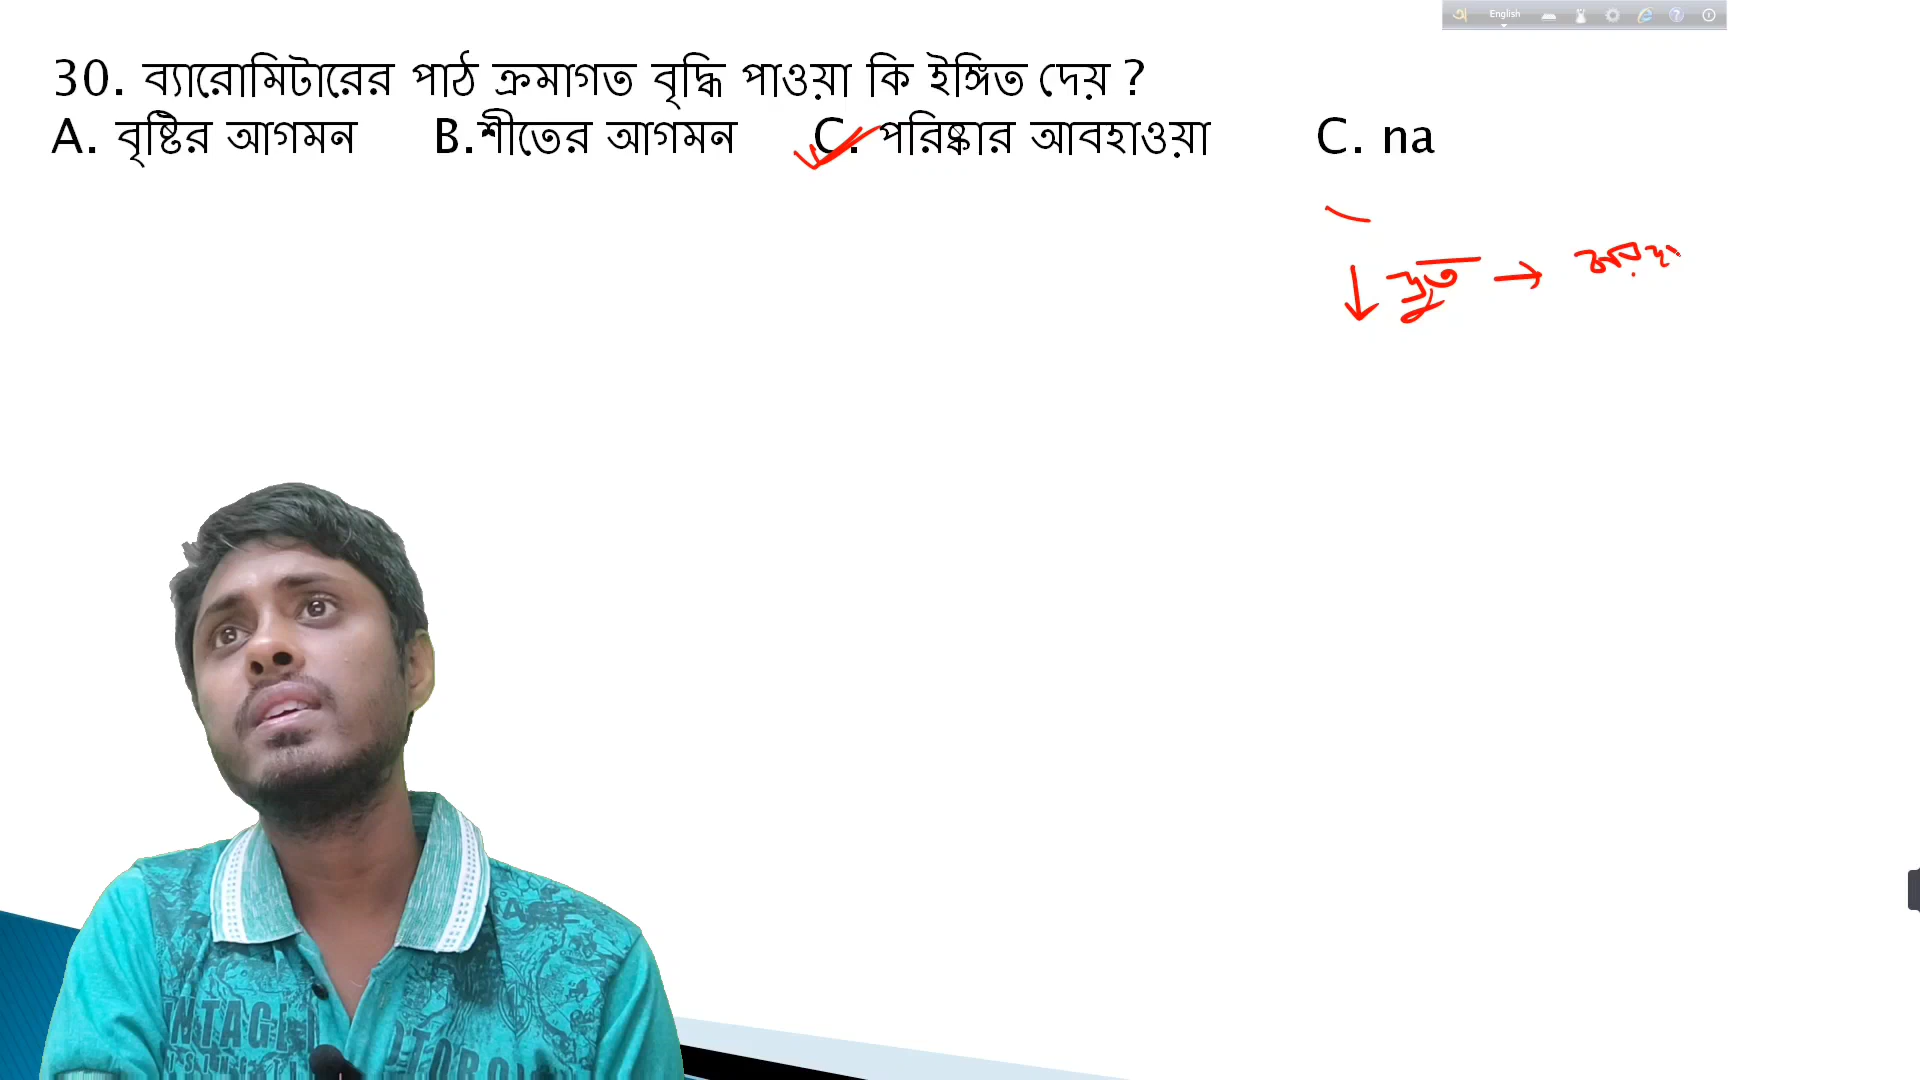 English
30. ব্যারোমিটারের পাঠ ক্রমাগত বৃদ্ধি পাওয়া কি ইঙ্গিত দেয় ?
A. বৃষ্টির আগমন B.শীতের আগমন C. পরিষ্কার আবহাওয়া C. na
↓ দ্রুত →